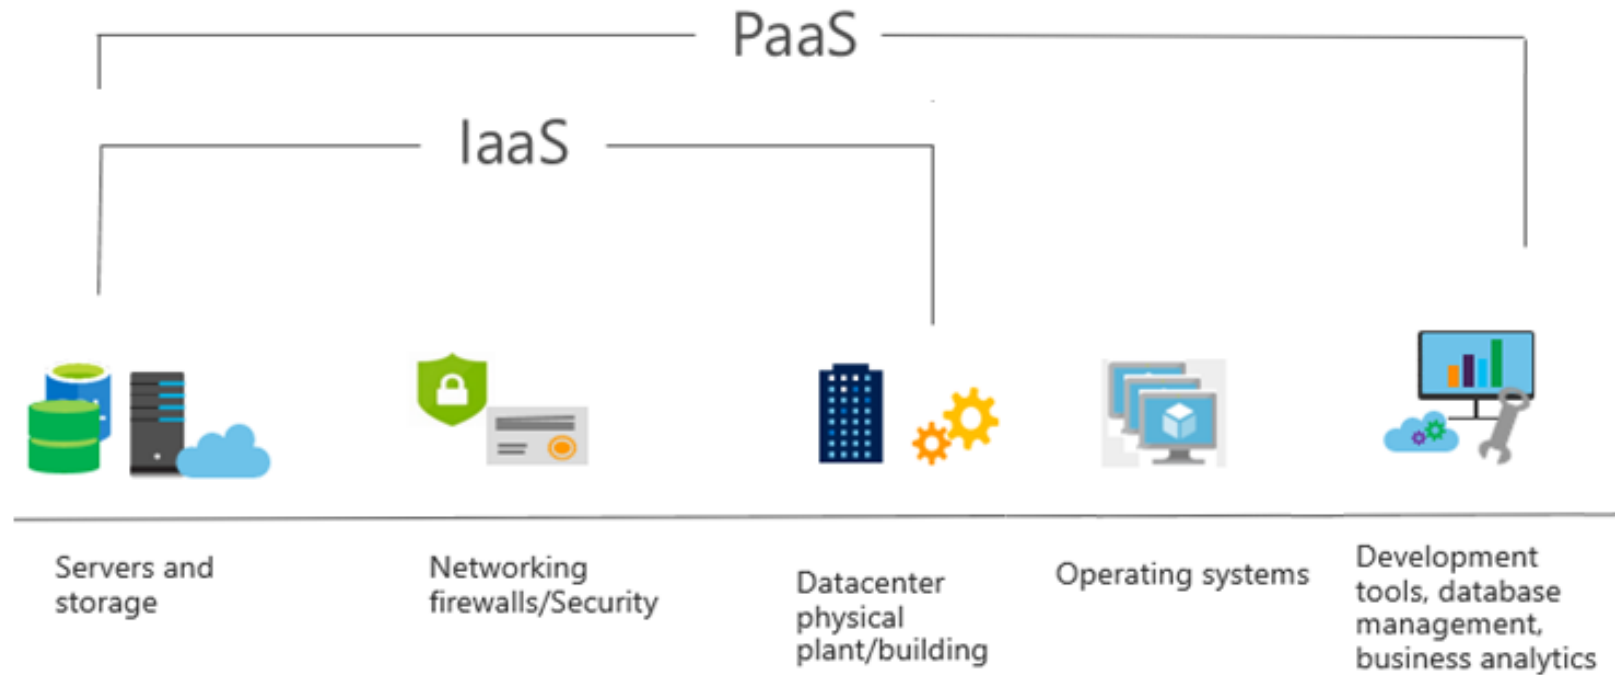 PaaS
IaaS
Servers and
storage
Networking
firewalls/Security
Datacenter
physical
plant/building
Operating systems
Development
tools, database
management,
business analytics